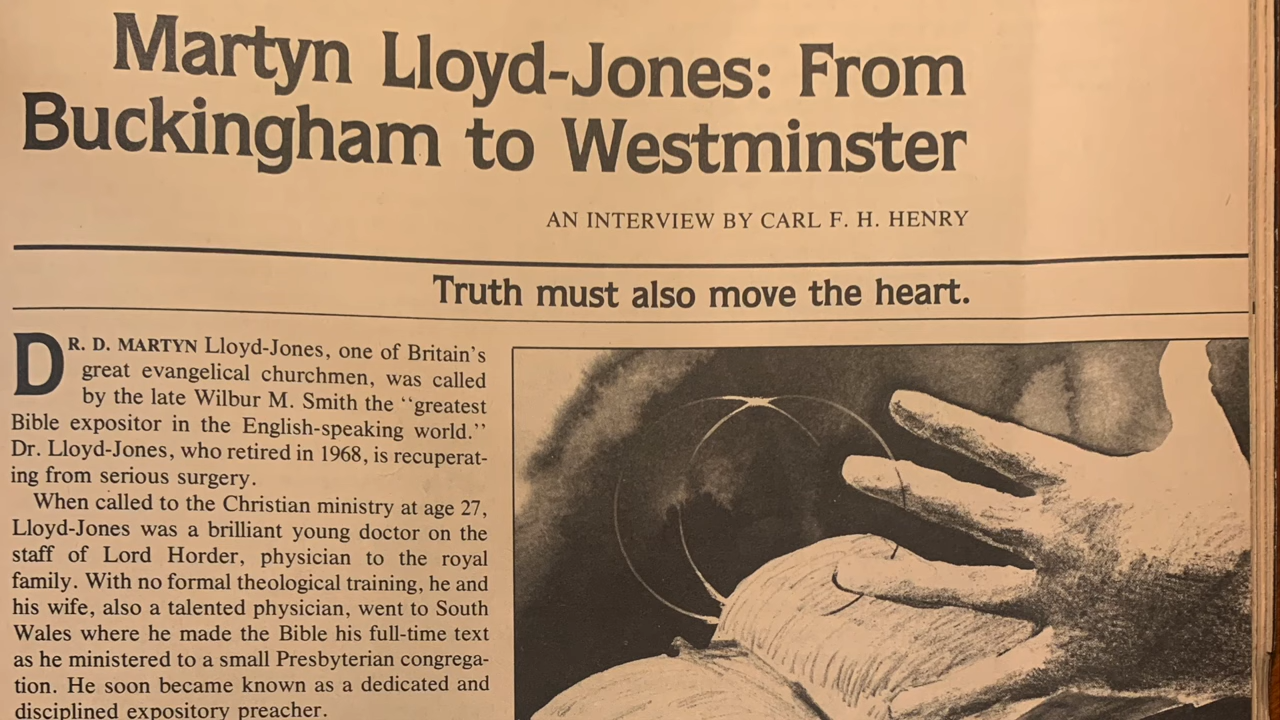 Martyn Lloyd-Jones: From
Buckingham to Westminster
AN INTERVIEW BY CARL F. H. HENRY
Truth must also move the heart.
DR. D. MARTYN Lloyd-Jones, one of Britain's
great evangelical churchmen, was called
by the late Wilbur M. Smith the "greatest
Bible expositor in the English-speaking world."
Dr. Lloyd-Jones, who retired in 1968, is recuperat-
ing from serious surgery.
When called to the Christian ministry at age 27,
Lloyd-Jones was a brilliant young doctor on the
staff of Lord Horder, physician to the royal
family. With no formal theological training, he and
his wife, also a talented physician, went to South
Wales where he made the Bible his full-time text
as he ministered to a small Presbyterian congrega-
tion. He soon became known as a dedicated and
disciplined expository preacher.